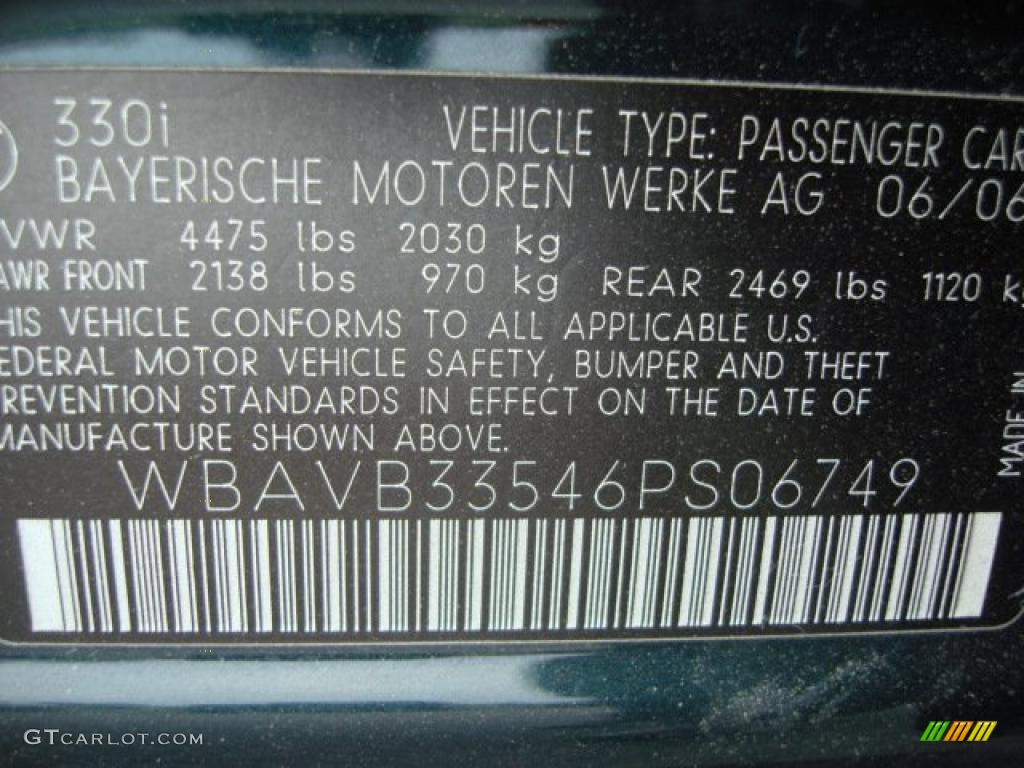 330i VEHICLE TYPE: PASSENGER CAR
BAYERISCHE MOTOREN WERKE AG 06/06
VWR 4475 lbs 2030 kg
AWR FRONT 2138 lbs 970 kg REAR 2469 lbs 1120 k
HIS VEHICLE CONFORMS TO ALL APPLICABLE U.S.
EDERAL MOTOR VEHICLE SAFETY, BUMPER AND THEFT
REVENTION STANDARDS IN EFFECT ON THE DATE OF
MANUFACTURE SHOWN ABOVE.
MADE IN
WBAVB33546PS06749
GTCARLOT.COM